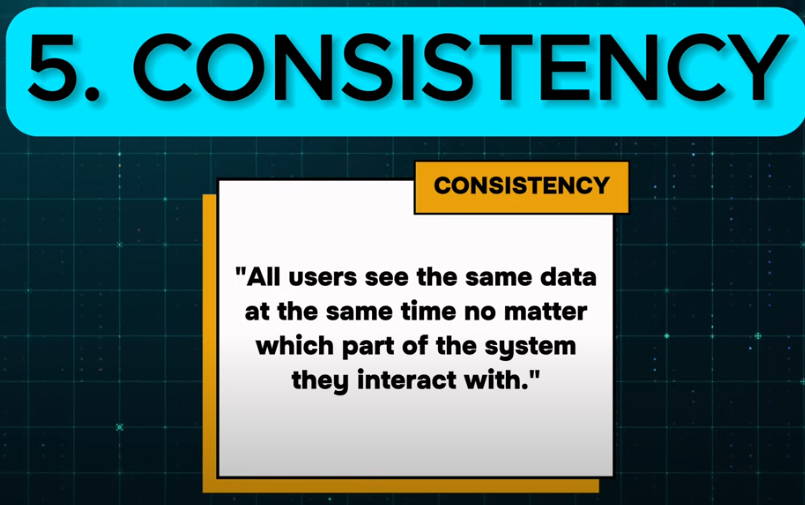 5. CONSISTENCY
CONSISTENCY
"All users see the same data
at the same time no matter
which part of the system
they interact with."